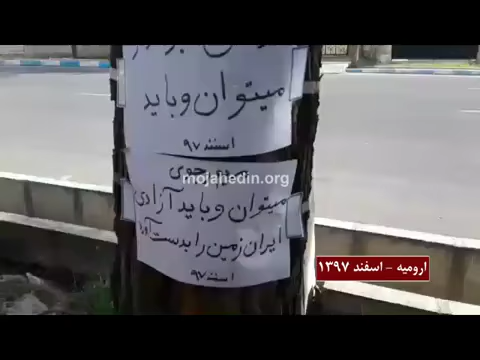 میتوان و باید
اسفند ۹۷
mojahedin.org
میتوان و باید آزادی
ایران زمین را بدست آورد
اسفند ۹۷
ارومیه - اسفند ۱۳۹۷